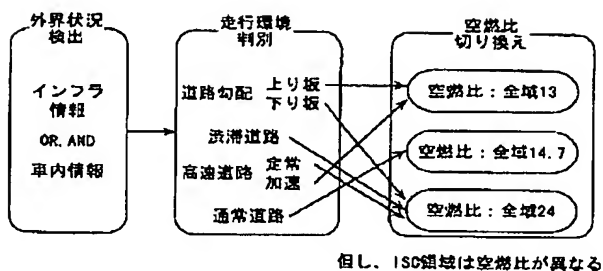 外界状況
検出
インフラ
情報
OR.AND
車内情報
走行環境
判別
道路勾配
上り坂
下り坂
渋滞道路
高速道路
定常
加速
通常道路
空燃比
切り換え
空燃比：全域13
空燃比：全域14.7
空燃比：全域24
但し、ISC領域は空燃比が異なる